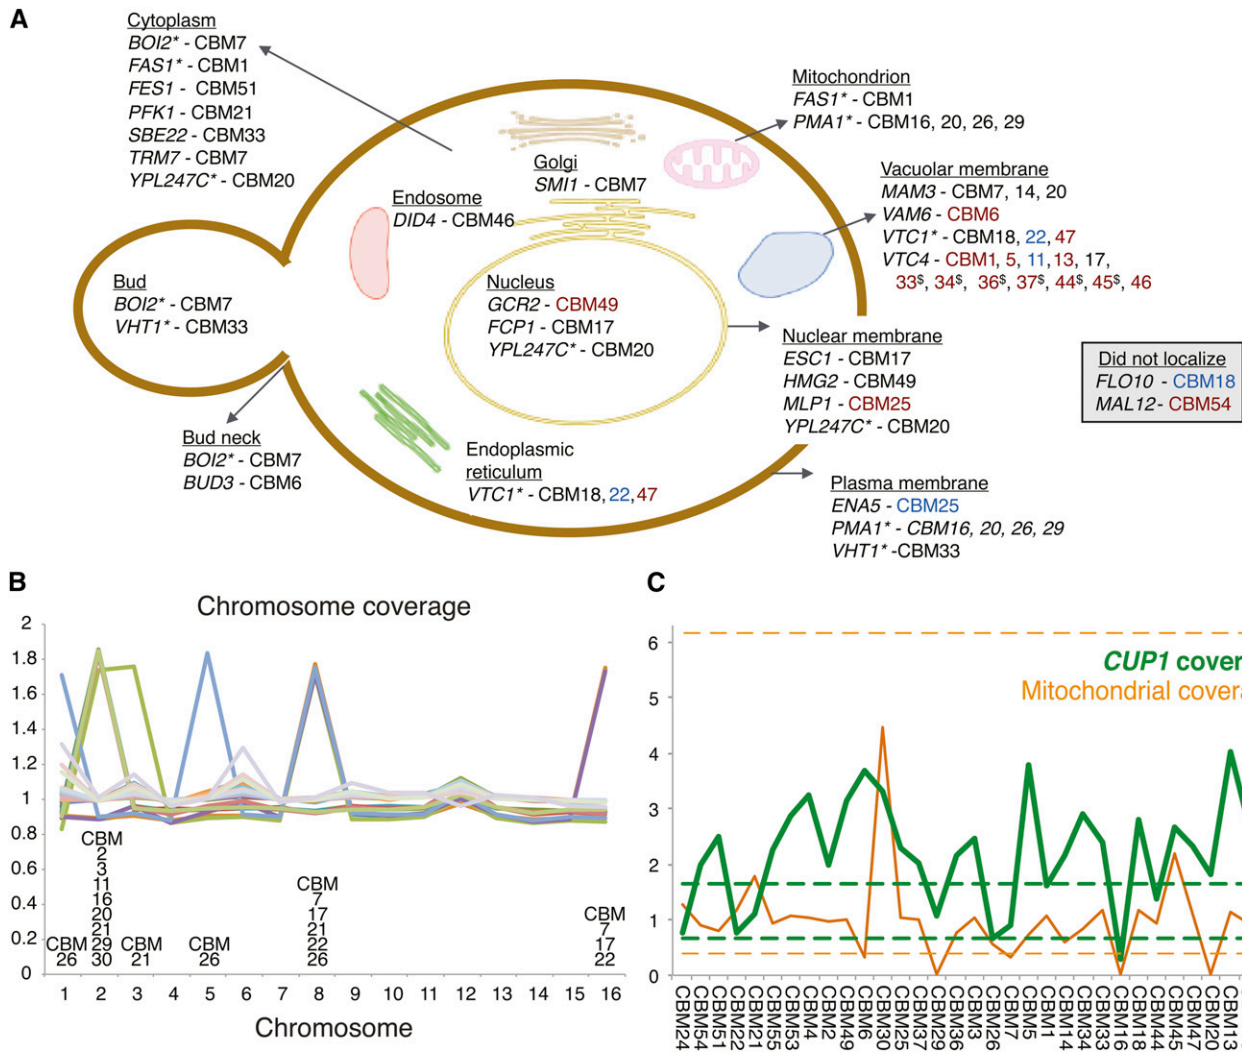 A
Cytoplasm
BOI2* - CBM7
FAS1* - CBM1
FES1 - CBM51
PFK1 - CBM21
SBE22 - CBM33
TRM7 - CBM7
YPL247C* - CBM20
Mitochondrion
FAS1* - CBM1
PMA1* - CBM16, 20, 26, 29
Golgi
SMI1 - CBM7
Endosome
DID4 - CBM46
Vacuolar membrane
MAM3 - CBM7, 14, 20
VAM6 - CBM6
VTC1* - CBM18, 22, 47
VTC4 - CBM1, 5, 11, 13, 17,
33$, 34$, 36$, 37$, 44$, 45$, 46
Bud
BOI2* - CBM7
VHT1* - CBM33
Nucleus
GCR2 - CBM49
FCP1 - CBM17
YPL247C* - CBM20
Nuclear membrane
ESC1 - CBM17
HMG2 - CBM49
MLP1 - CBM25
YPL247C* - CBM20
Did not localize
FLO10 - CBM18
MAL12- CBM54
Bud neck
BOI2* - CBM7
BUD3 - CBM6
Endoplasmic
reticulum
VTC1* - CBM18, 22, 47
Plasma membrane
ENA5 - CBM25
PMA1* - CBM16, 20, 26, 29
VHT1* -CBM33
B
Chromosome coverage
2
1.8
1.6
1.4
1.2
1
0.8
0.6
0.4
0.2
0
CBM
26
CBM
2
3
11
16
20
21
29
30
CBM
21
CBM
26
CBM
7
17
21
22
26
CBM
7
17
22
1 2 3 4 5 6 7 8 9 10 11 12 13 14 15 16
Chromosome
C
CUP1 cover
Mitochondrial covera
6
5
4
3
2
1
0
CBM24
CBM54
CBM51
CBM22
CBM21
CBM55
CBM53
CBM4
CBM2
CBM49
CBM6
CBM30
CBM25
CBM37
CBM29
CBM36
CBM3
CBM26
CBM7
CBM5
CBM1
CBM14
CBM34
CBM33
CBM16
CBM18
CBM44
CBM45
CBM47
CBM20
CBM13